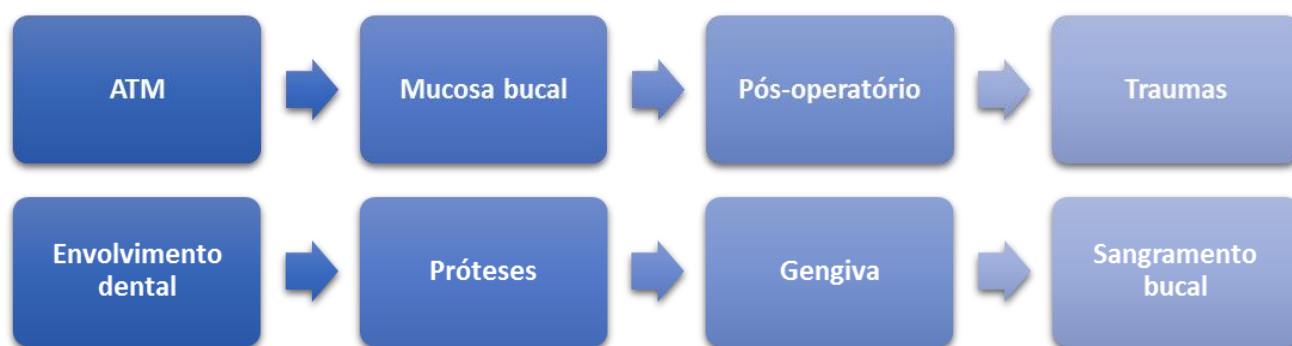 ATM
Mucosa bucal
Pós-operatório
Traumas
Envolvimento
dental
Próteses
Gengiva
Sangramento
bucal